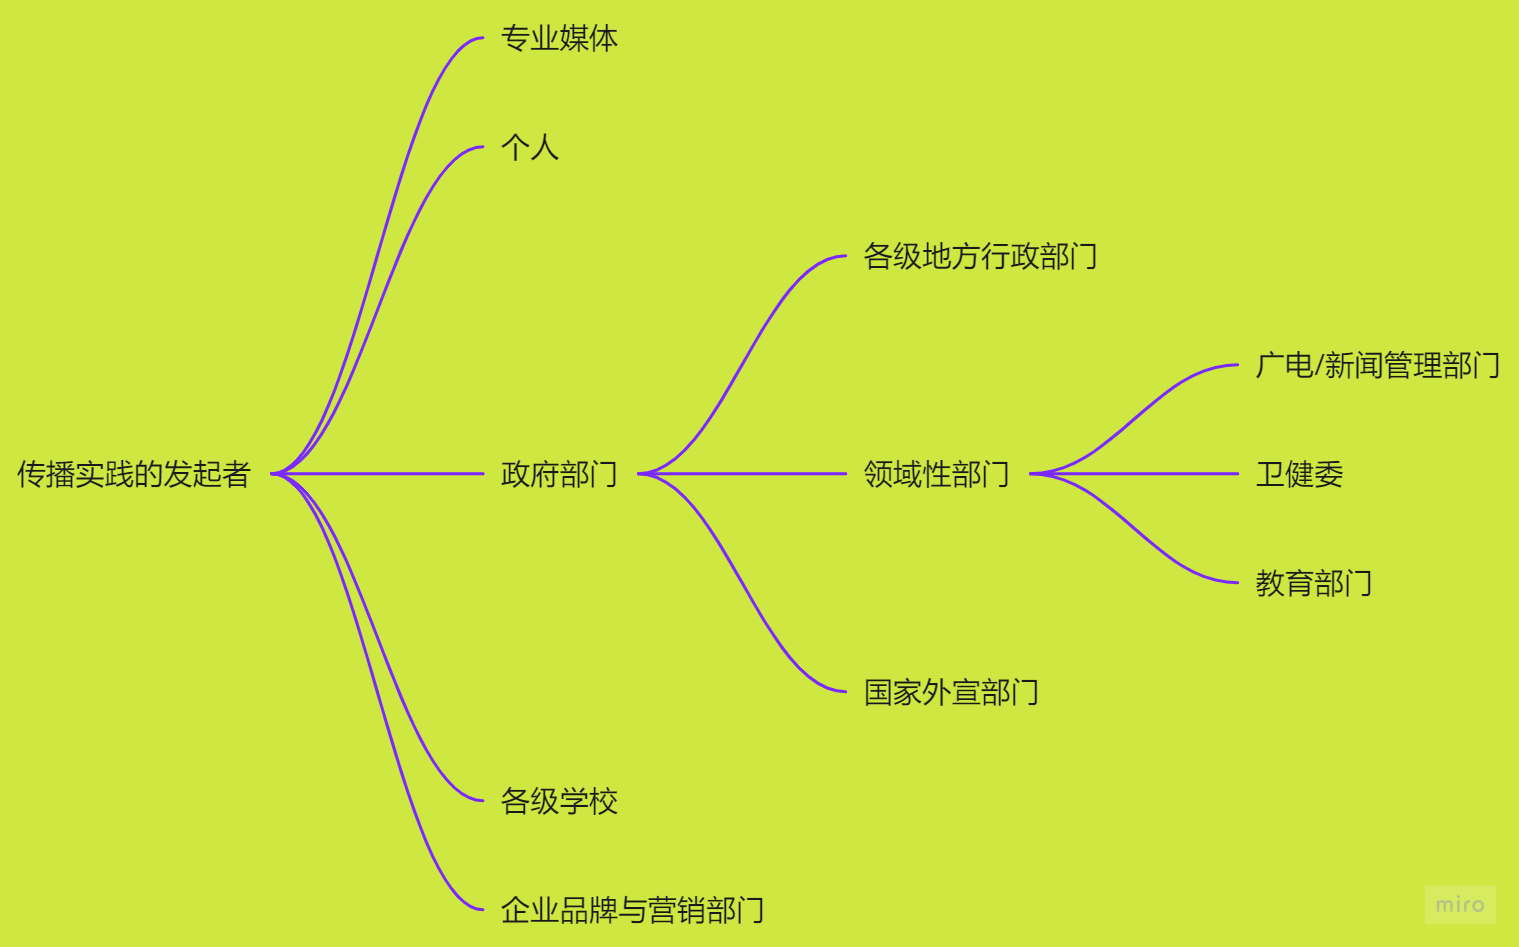 专业媒体
个人
各级地方行政部门
广电/新闻管理部门
传播实践的发起者
政府部门
领域性部门
卫健委
教育部门
国家外宣部门
各级学校
企业品牌与营销部门
miro